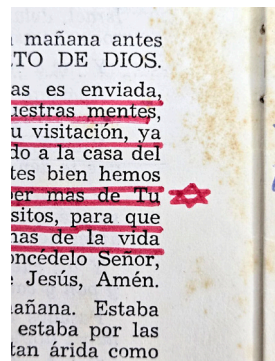 mañana antes
TO DE DIOS.
as es enviada,
uestras mentes,
u visitación, ya
do a la casa del
tes bien hemos
er mas de Tu
sitos, para que
nas de la vida
oncédelo Señor,
Jesús, Amén.
añana. Estaba
estaba por las
tan árida como